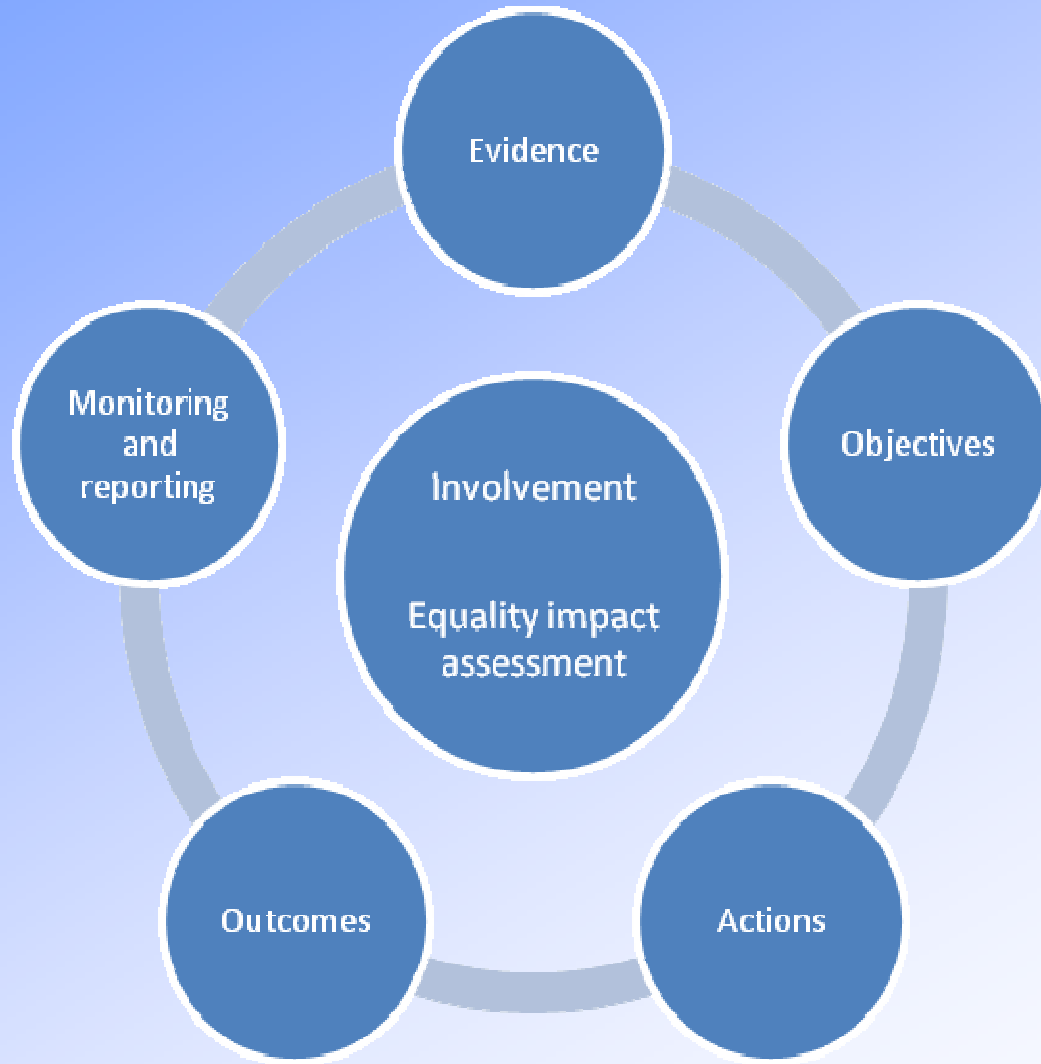 Evidence
Objectives
Monitoring
and
reporting
Involvement
Equality impact
assessment
Outcomes
Actions